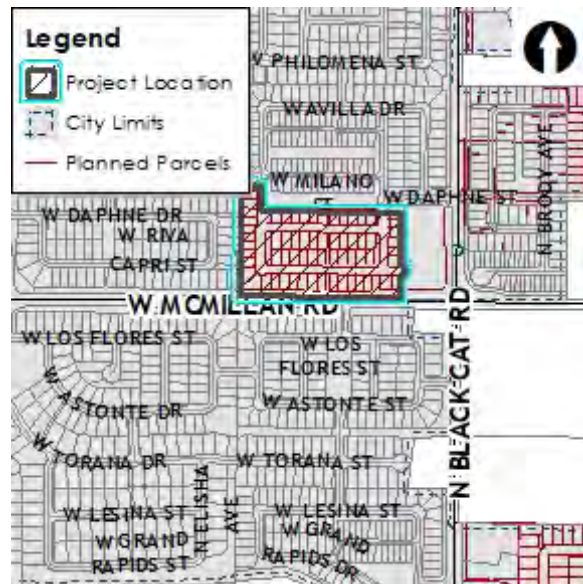 Legend
Project Location
City Limits
Planned Parcels
W PHILOMENA ST
W AVILLA DR
W MILANO
CT
W DAPHNE ST
N BRODY AVE
W DAPHNE DR
W RIVA
CAPRI ST
W MCMILLAN RD
N BLACK CAT RD
W LOS FLORES ST
W LOS
FLORES ST
W ASTONTE DR
W ASTONTE ST
W TORANA DR
W TORANA ST
N ELISHA
AVE
W LESINA ST
W LESINA ST
W GRAND
RAPIDS ST
W GRAND
RAPIDS DR